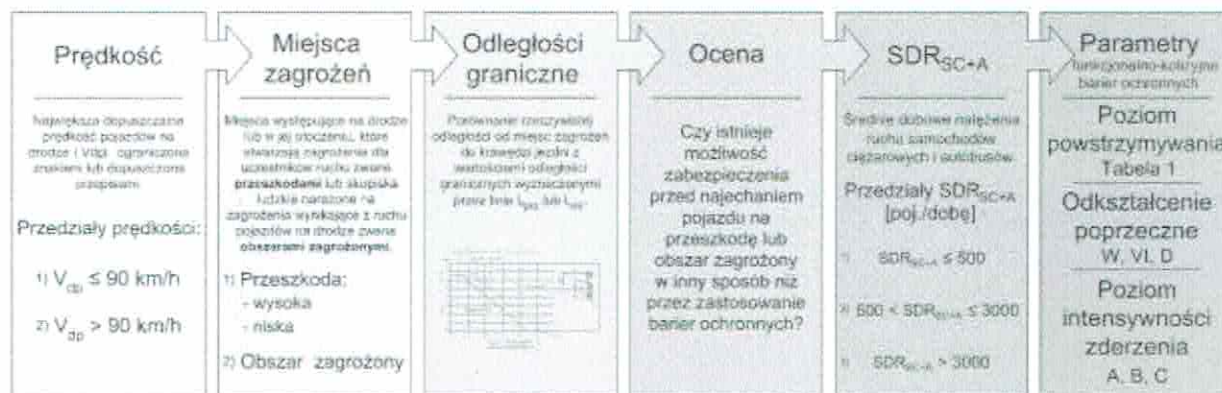 Prędkość
Największa dopuszczalna
prędkość pojazdów na
drodze (Vdp) ograniczona
znakami lub dopuszczona
przepisami.
Przedziały prędkości:
1) Vdp ≤ 90 km/h
2) Vdp > 90 km/h
Miejsca
zagrożeń
Miejsca występujące na drodze
lub w jej otoczeniu, które
stwarzają zagrożenia dla
uczestników ruchu zwane
przeszkodami lub skupiska
ludzkie narażone na
zagrożenia wynikające z ruchu
pojazdów na drodze zwane
obszarami zagrożonymi.
1) Przeszkoda:
- wysoka
- niska
2) Obszar zagrożony
Odległości
graniczne
Porównanie rzeczywistej
odległości od miejsc zagrożeń
do krawędzi jezdni z
wartościami odległości
granicznych wyznaczonymi
przez linie
Ocena
Czy istnieje
możliwość
zabezpieczenia
przed najechaniem
pojazdu na
przeszkodę lub
obszar zagrożony
w inny sposób niż
przez zastosowanie
barier ochronnych?
SDRSC+A
Średnie dobowe natężenia
ruchu samochodów
ciężarowych i autobusów.
Przedziały SDRSC+A
[poj./dobę]
1) SDRSC+A ≤ 500
2) 500 < SDRSC+A ≤ 3000
3) SDRSC+A > 3000
Parametry
funkcjonalno-kolizyjne
barier ochronnych
Poziom
powstrzymywania
Tabela 1
Odkształcenie
poprzeczne
W, VI, D
Poziom
intensywności
zderzenia
A, B, C